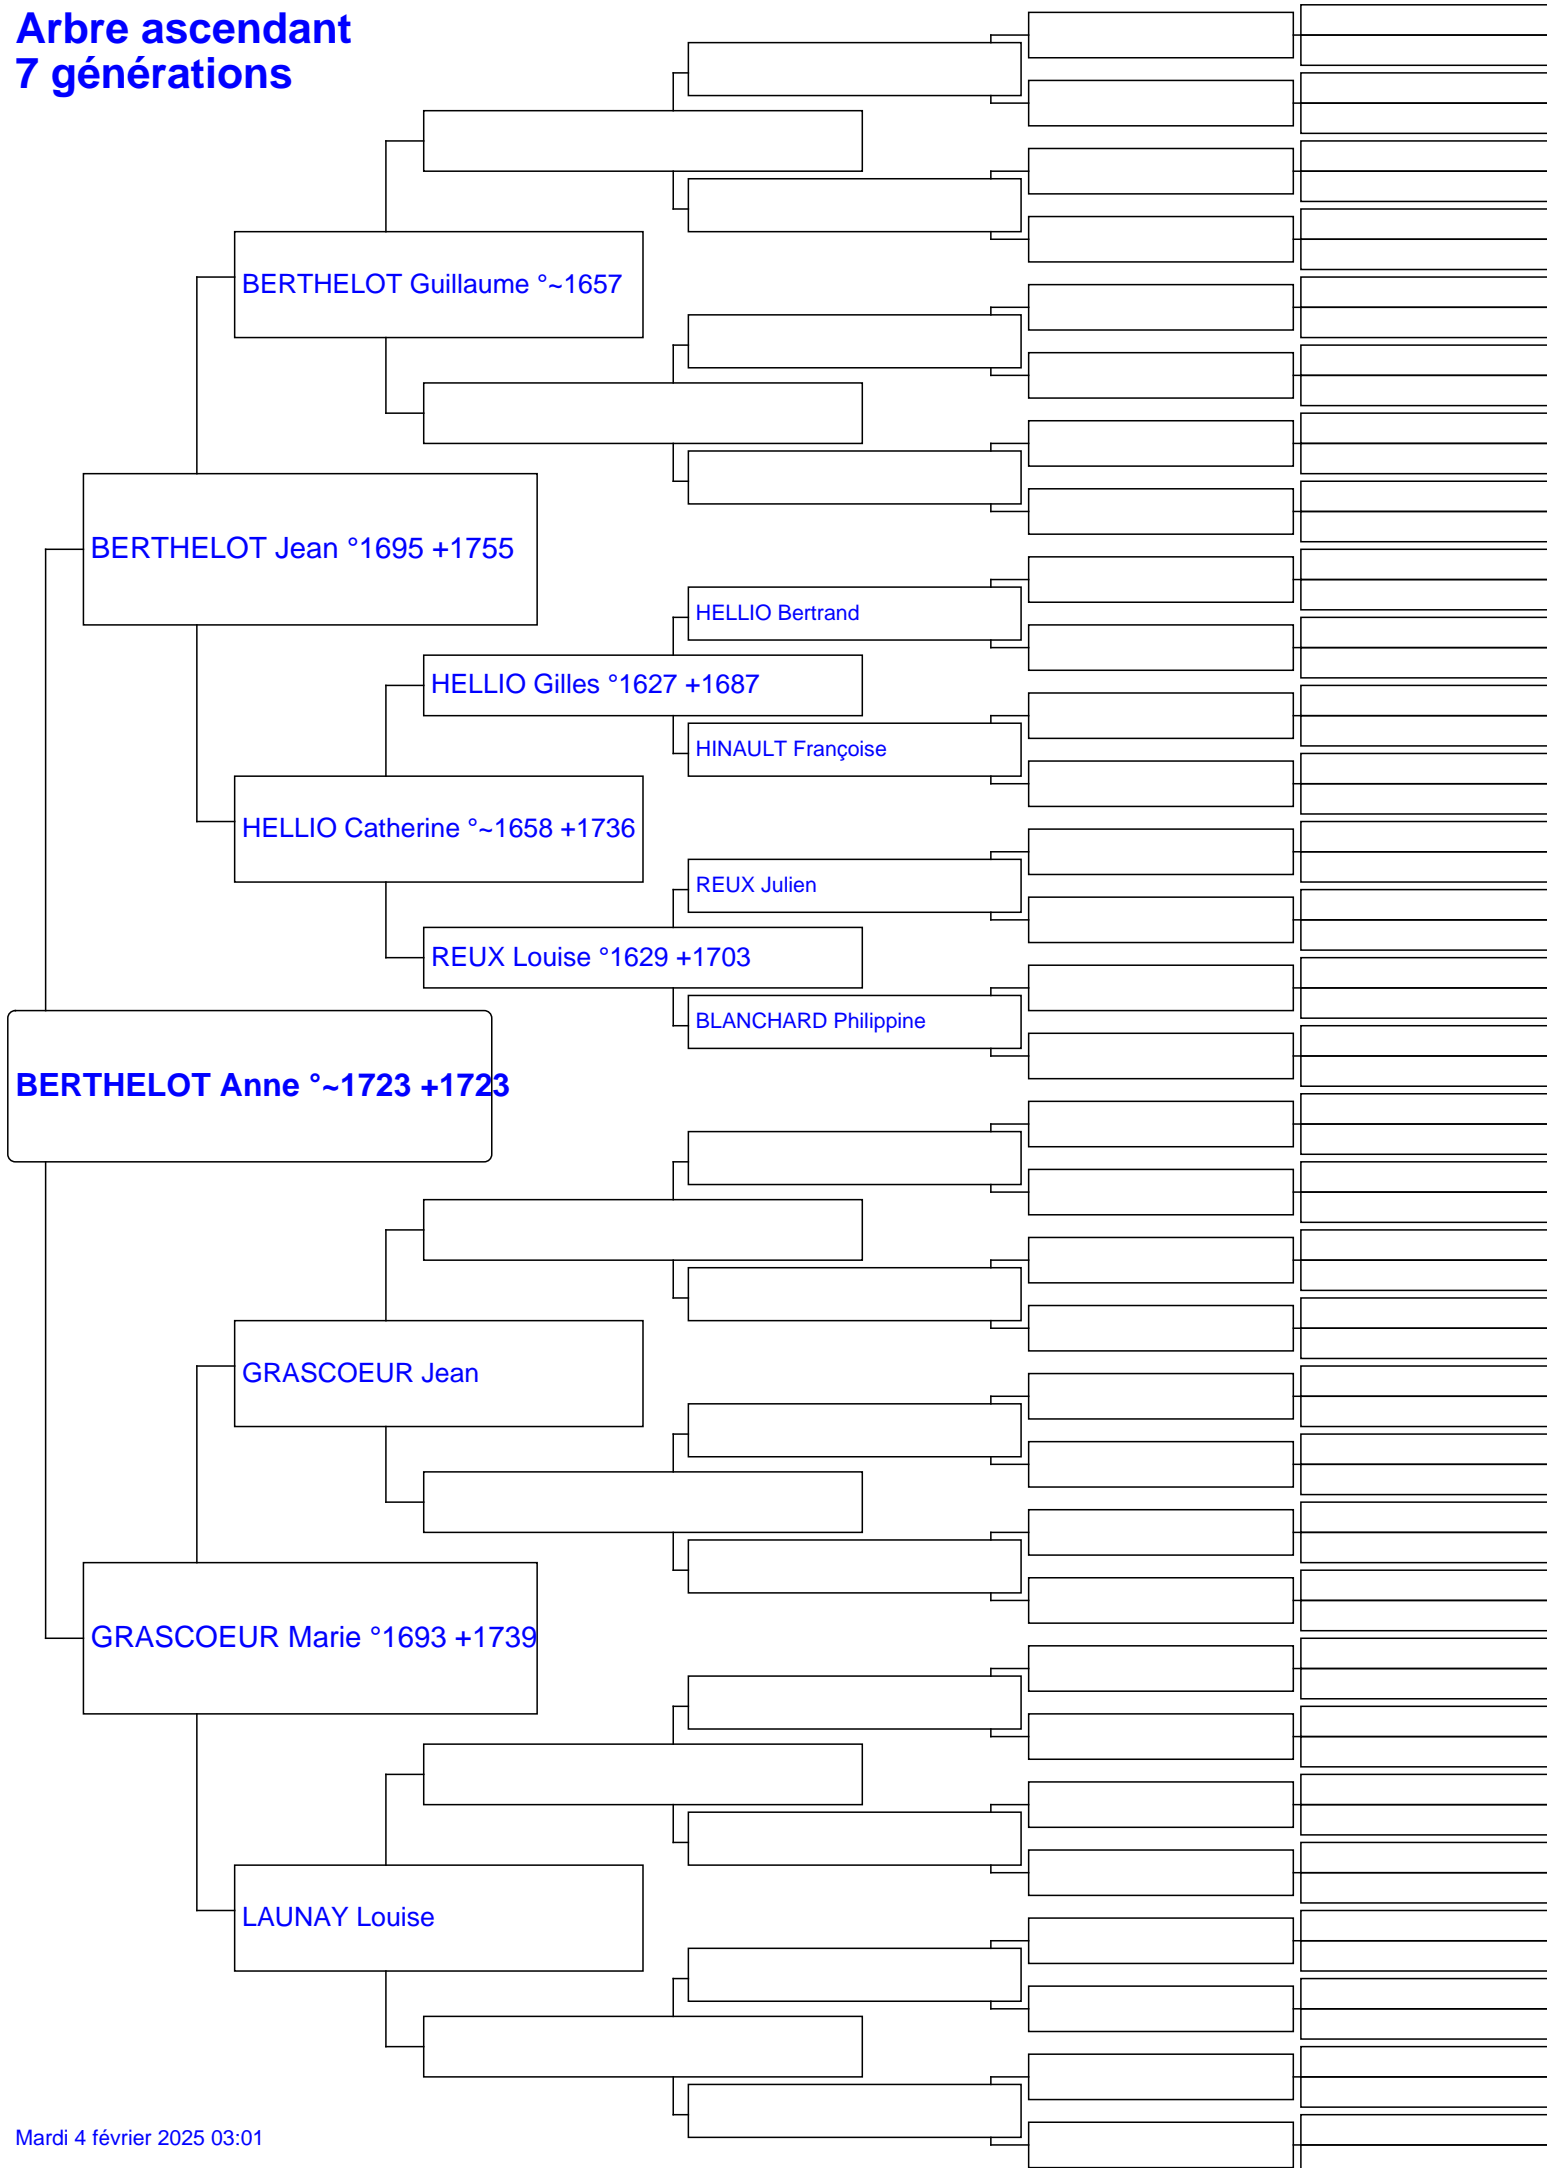 Arbre ascendant
7 générations
BERTHELOT Guillaume °~1657
BERTHELOT Jean °1695 +1755
HELLIO Bertrand
HELLIO Gilles °1627 +1687
HINAULT Françoise
HELLIO Catherine °~1658 +1736
REUX Julien
REUX Louise °1629 +1703
BLANCHARD Philippine
BERTHELOT Anne °~1723 +1723
GRASCOEUR Jean
GRASCOEUR Marie °1693 +1739
LAUNAY Louise
Mardi 4 février 2025 03:01